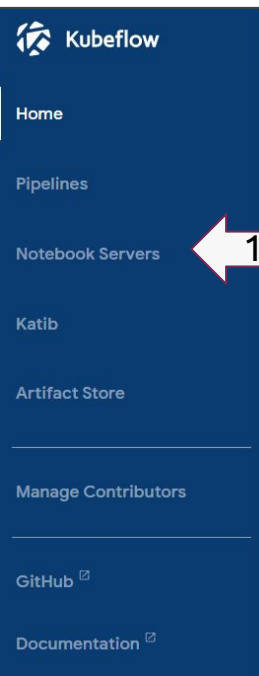 Kubeflow
Home
Pipelines
Notebook Servers
1
Katib
Artifact Store
Manage Contributors
GitHub
Documentation